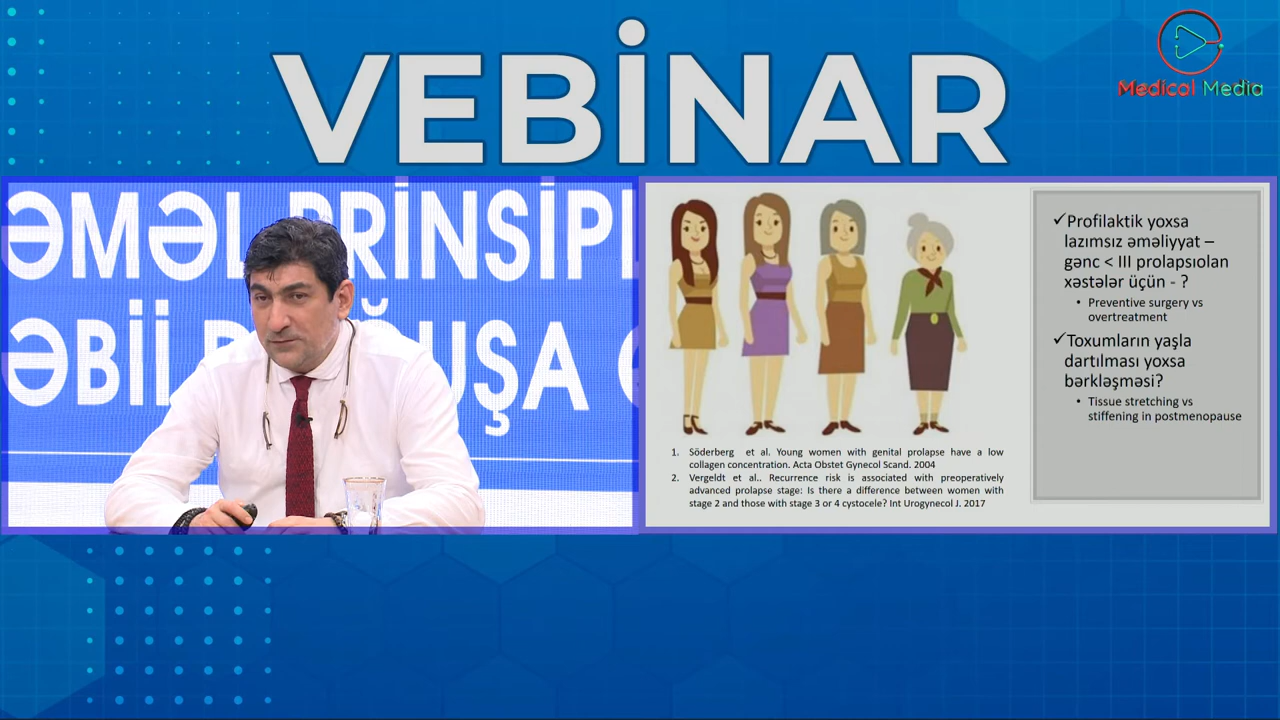 VEBİNAR
Medical Media
ƏMƏL PRİNSİPL
ƏBİİ
UŞA
✓Profilaktik yoxsa
lazımsız əməliyyat –
gənc < III prolapsıolan
xəstələr üçün - ?
• Preventive surgery vs
overtreatment
✓Toxumların yaşla
dartılması yoxsa
bərkləşməsi?
• Tissue stretching vs
stiffening in postmenopause
1. Söderberg et al. Young women with genital prolapse have a low
collagen concentration. Acta Obstet Gynecol Scand. 2004
2. Vergeldt et al.. Recurrence risk is associated with preoperatively
advanced prolapse stage: Is there a difference between women with
stage 2 and those with stage 3 or 4 cystocele? Int Urogynecol J. 2017